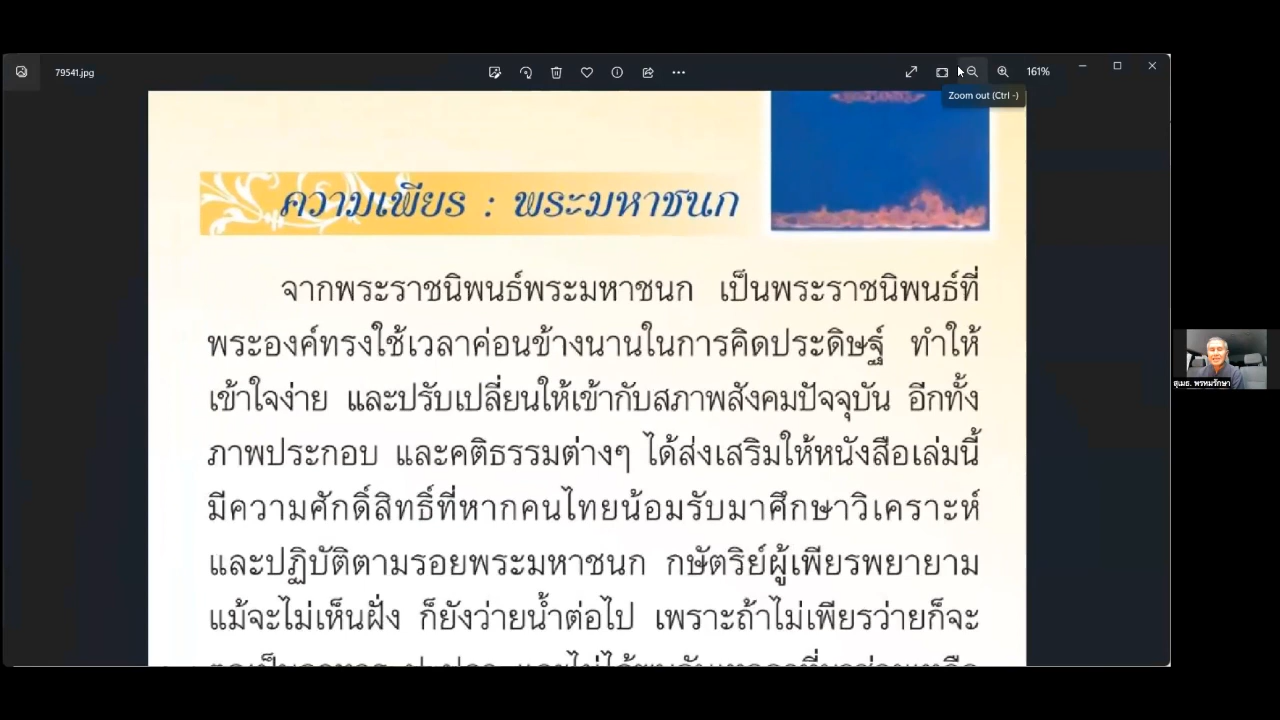 79541.jpg
161%
Zoom out (Ctrl -)
ความเพียร : พระมหาชนก
จากพระราชนิพนธ์พระมหาชนก เป็นพระราชนิพนธ์ที่
พระองค์ทรงใช้เวลาค่อนข้างนานในการคิดประดิษฐ์ ทำให้
เข้าใจง่าย และปรับเปลี่ยนให้เข้ากับสภาพสังคมปัจจุบัน อีกทั้ง
ภาพประกอบ และคติธรรมต่างๆ ได้ส่งเสริมให้หนังสือเล่มนี้
มีความศักดิ์สิทธิ์ที่หากคนไทยน้อมรับมาศึกษาวิเคราะห์
และปฏิบัติตามรอยพระมหาชนก กษัตริย์ผู้เพียรพยายาม
แม้จะไม่เห็นฝั่ง ก็ยังว่ายน้ำต่อไป เพราะถ้าไม่เพียรว่ายก็จะ
สุเมธ. พรหมรักษา